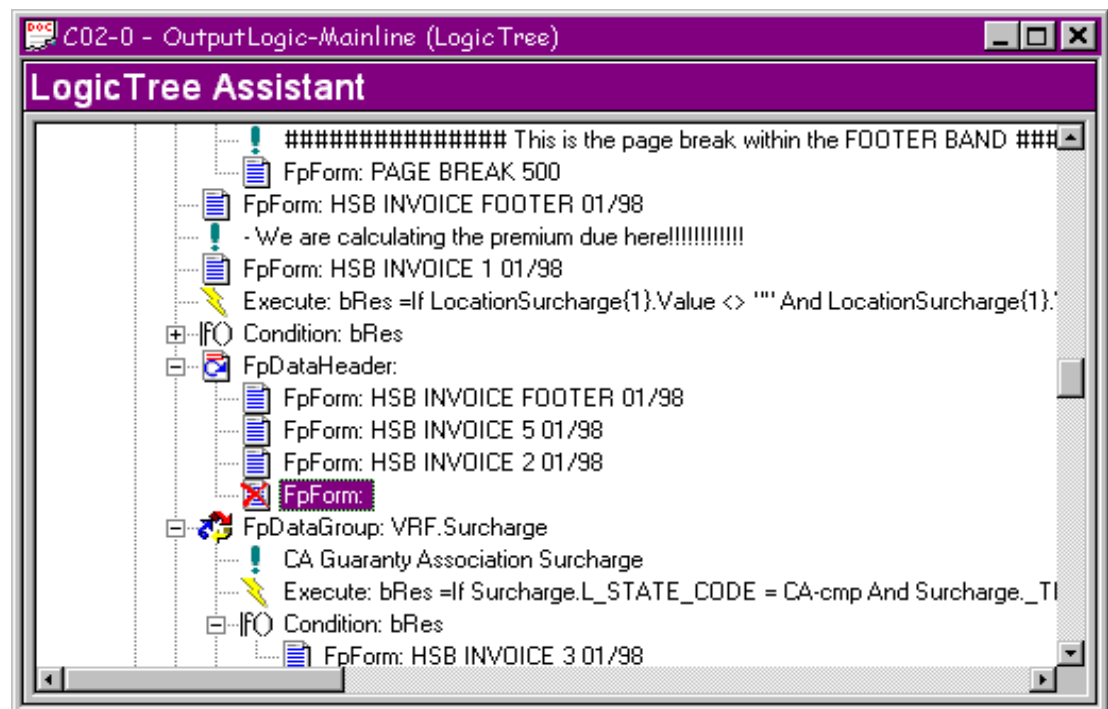 DOC C02-0 - OutputLogic-Mainline (LogicTree)
LogicTree Assistant
############### This is the page break within the FOOTER BAND ###
FpForm: PAGE BREAK 500
FpForm: HSB INVOICE FOOTER 01/98
- We are calculating the premium due here!!!!!!!!!!!!
FpForm: HSB INVOICE 1 01/98
Execute: bRes =If LocationSurcharge{1}.Value <> "" And LocationSurcharge{1}.
If() Condition: bRes
FpDataHeader:
FpForm: HSB INVOICE FOOTER 01/98
FpForm: HSB INVOICE 5 01/98
FpForm: HSB INVOICE 2 01/98
FpForm:
FpDataGroup: VRF.Surcharge
CA Guaranty Association Surcharge
Execute: bRes =If Surcharge.L_STATE_CODE = CA-cmp And Surcharge._
If() Condition: bRes
FpForm: HSB INVOICE 3 01/98